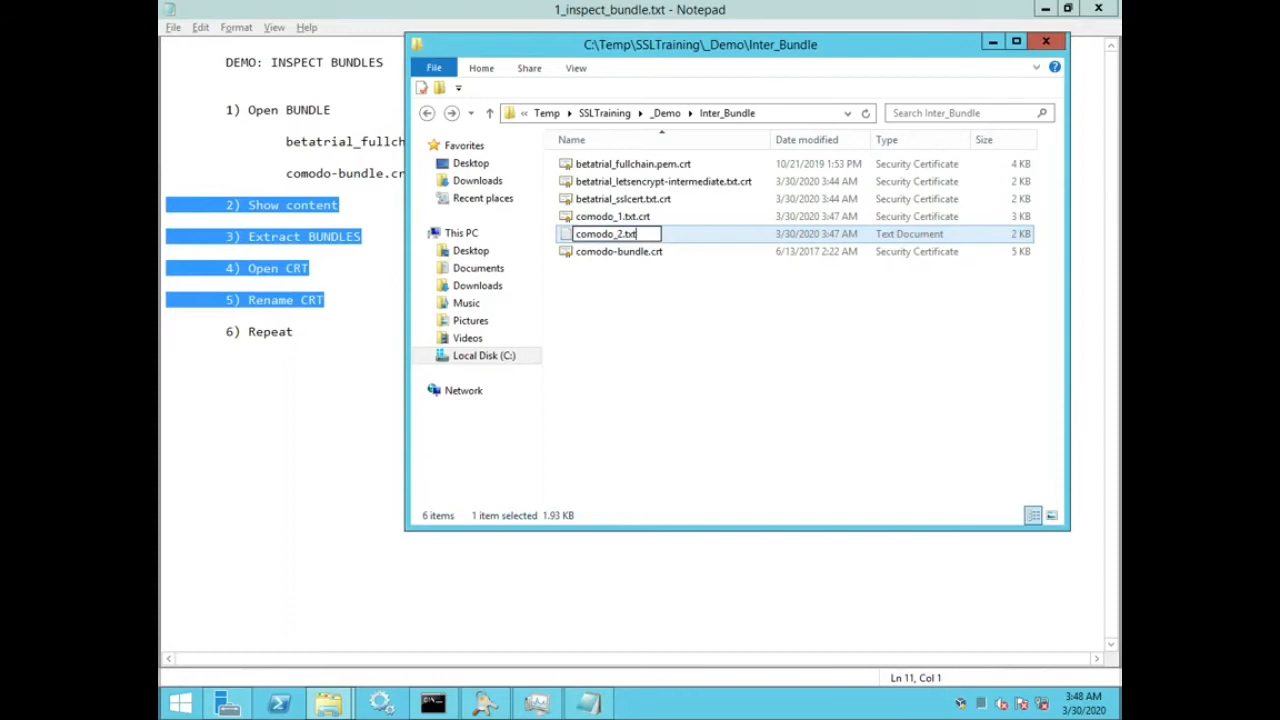 1_inspect_bundle.txt - Notepad
File Edit Format View Help
DEMO: INSPECT BUNDLES
1) Open BUNDLE
betatrial_fullch
comodo-bundle.cr
2) Show content
3) Extract BUNDLES
4) Open CRT
5) Rename CRT
6) Repeat
C:\Temp\SSLTraining\_Demo\Inter_Bundle
File Home Share View
« Temp SSLTraining _Demo Inter_Bundle Search Inter_Bundle
Favorites
Desktop
Downloads
Recent places
This PC
Desktop
Documents
Downloads
Music
Pictures
Videos
Local Disk (C:)
Network
Name Date modified Type Size
betatrial_fullchain.pem.crt 10/21/2019 1:53 PM Security Certificate 4 KB
betatrial_letsencrypt-intermediate.txt.crt 3/30/2020 3:44 AM Security Certificate 2 KB
betatrial_sslcert.txt.crt 3/30/2020 3:44 AM Security Certificate 2 KB
comodo_1.txt.crt 3/30/2020 3:47 AM Security Certificate 3 KB
comodo_2.txt 3/30/2020 3:47 AM Text Document 2 KB
comodo-bundle.crt 6/13/2017 2:22 AM Security Certificate 5 KB
6 items 1 item selected 1.93 KB
Ln 11, Col 1
3:48 AM
3/30/2020